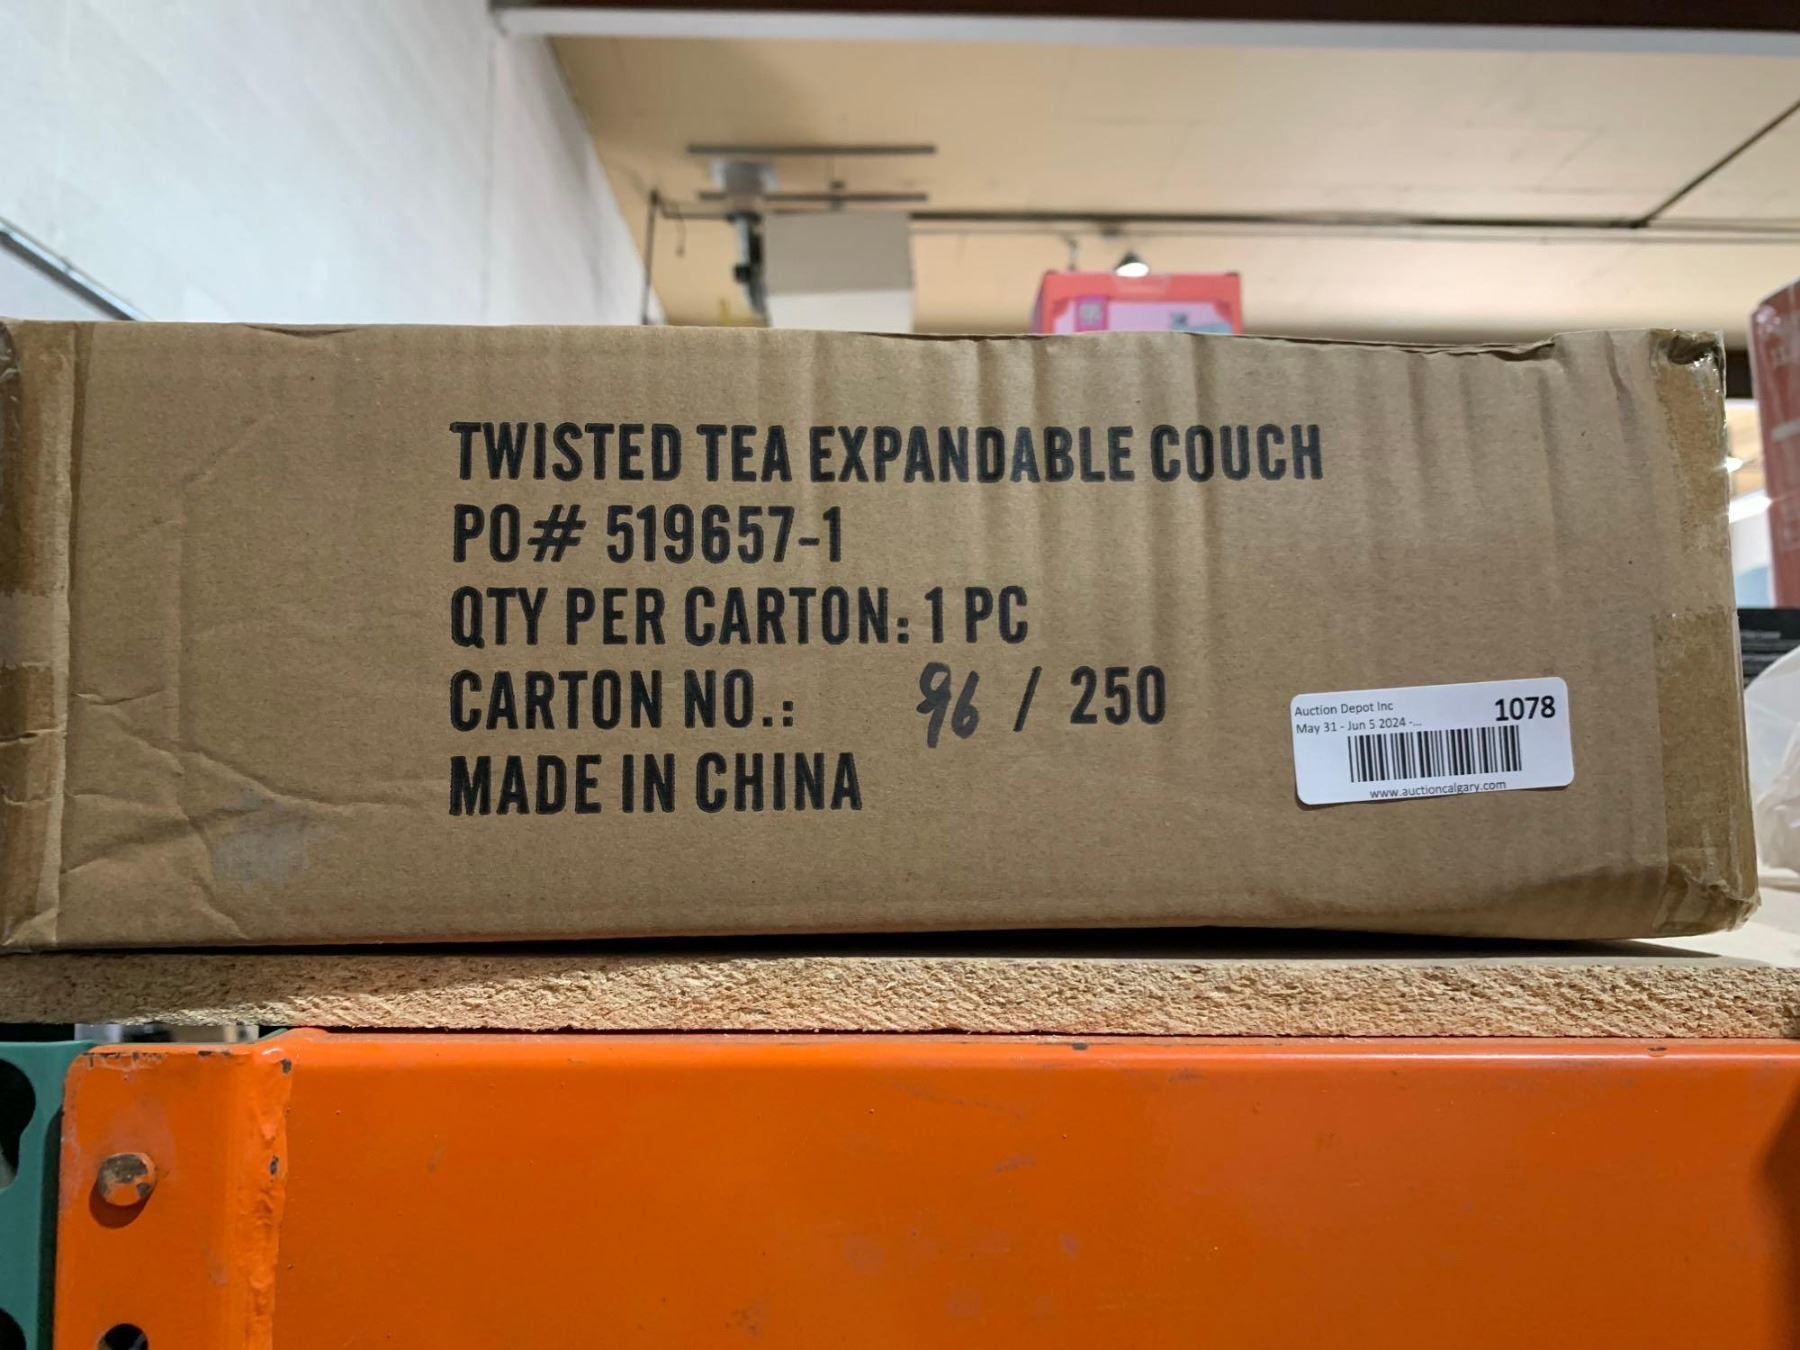 TWISTED TEA EXPANDABLE COUCH
PO# 519657-1
QTY PER CARTON: 1 PC
CARTON NO.: 96 / 250
MADE IN CHINA
Auction Depot Inc 1078
May 31 - Jun 5 2024 -...
www.auctioncalgary.com